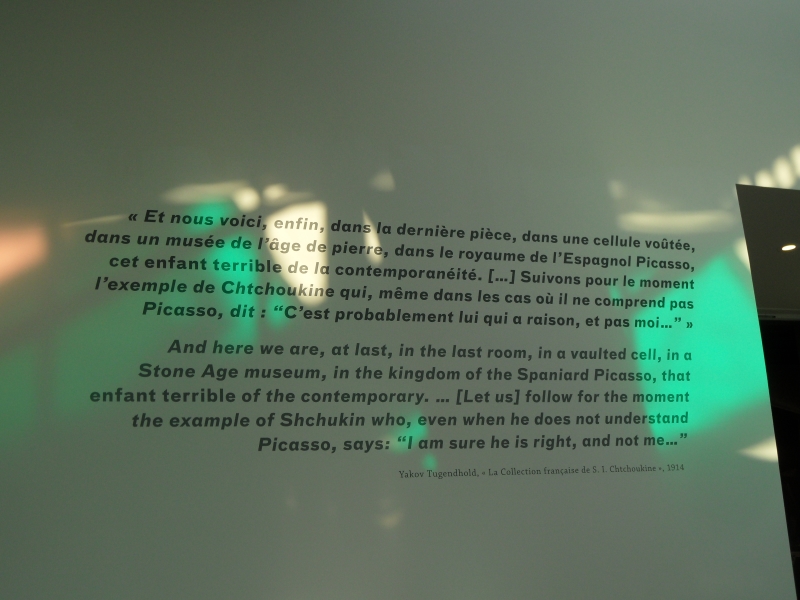 « Et nous voici, enfin, dans la dernière pièce, dans une cellule voûtée,
dans un musée de l'âge de pierre, dans le royaume de l'Espagnol Picasso,
cet enfant terrible de la contemporanéité. [...] Suivons pour le moment
l'exemple de Chtchoukine qui, même dans les cas où il ne comprend pas
Picasso, dit : “C'est probablement lui qui a raison, et pas moi...” »
And here we are, at last, in the last room, in a vaulted cell, in a
Stone Age museum, in the kingdom of the Spaniard Picasso, that
enfant terrible of the contemporary. ... [Let us] follow for the moment
the example of Shchukin who, even when he does not understand
Picasso, says: “I am sure he is right, and not me...”
Yakov Tugendhold, « La Collection française de S. I. Chtchoukine », 1914